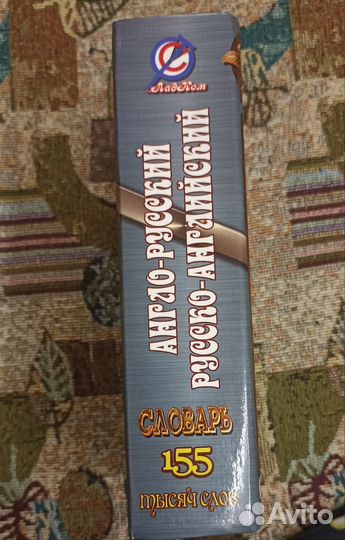 ЛадКом
АНГЛО-РУССКИЙ
РУССКО-АНГЛИЙСКИЙ
СЛОВАРЬ
155
ТЫСЯЧ СЛОВ
Avito